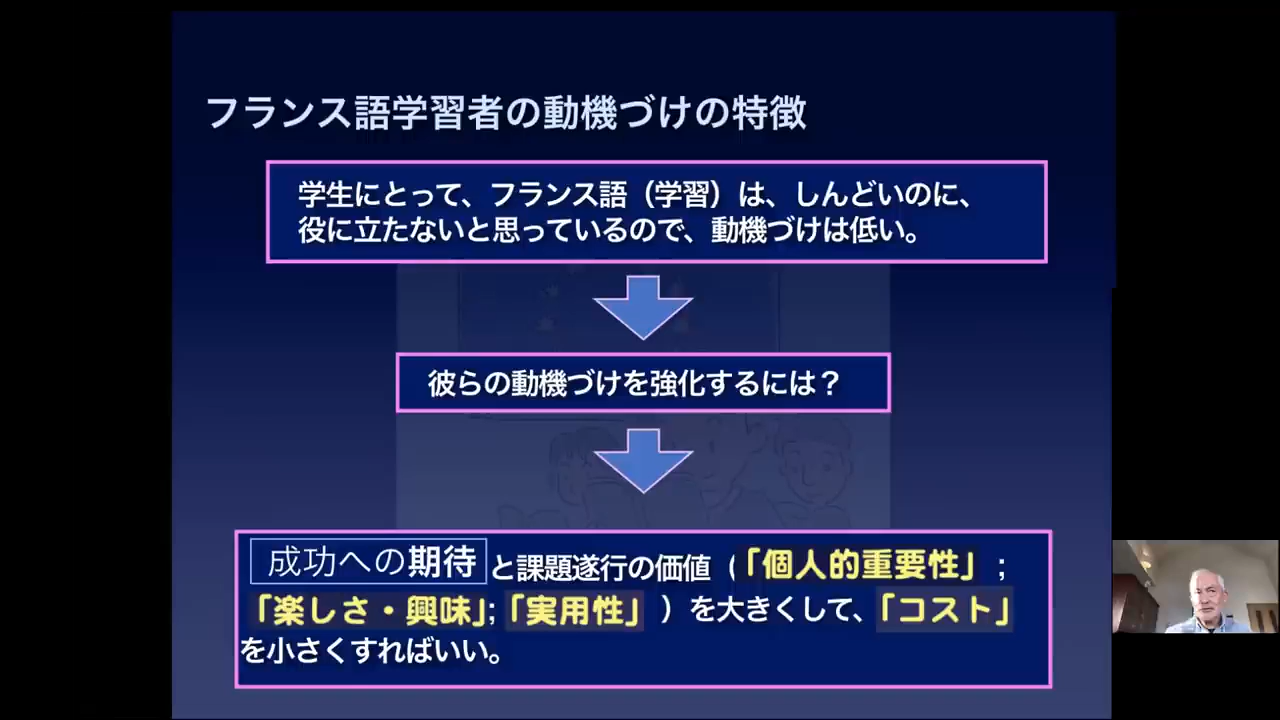 フランス語学習者の動機づけの特徴
学生にとって、フランス語（学習）は、しんどいのに、
役に立たないと思っているので、動機づけは低い。
彼らの動機づけを強化するには？
成功への期待と課題遂行の価値（「個人的重要性」;
「楽しさ・興味」;「実用性」）を大きくして、「コスト」
を小さくすればいい。